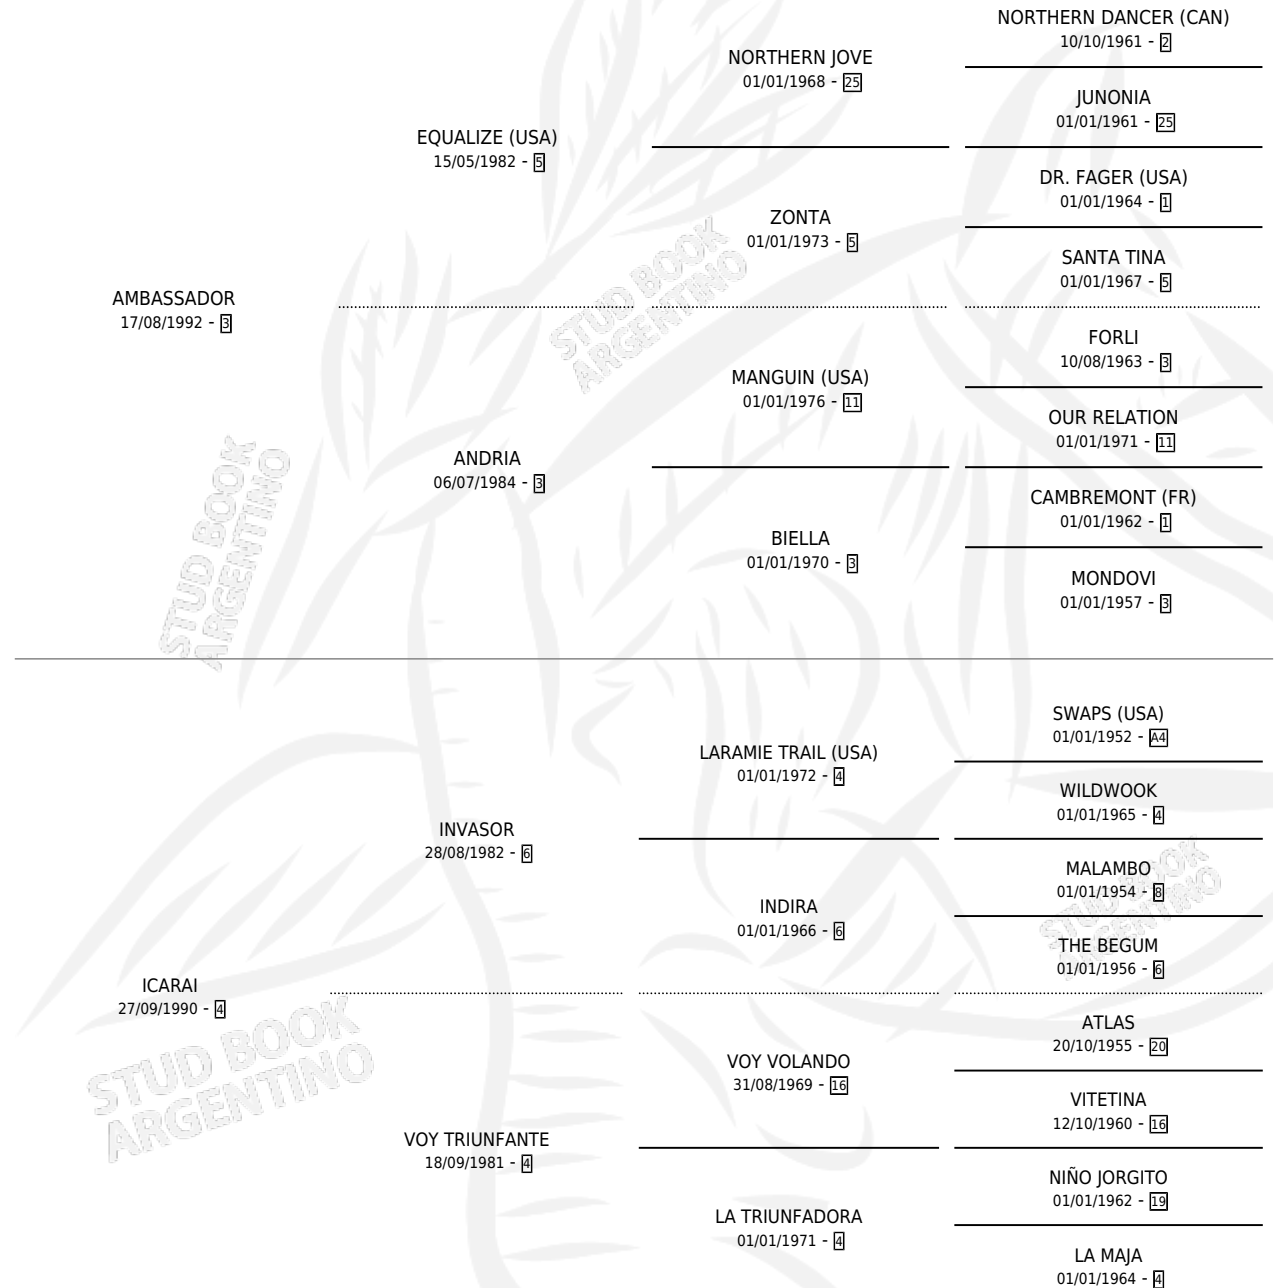 NORTHERN DANCER (CAN)
10/10/1961 - 2
NORTHERN JOVE
01/01/1968 - 25
JUNONIA
01/01/1961 - 25
EQUALIZE (USA)
15/05/1982 - 5
DR. FAGER (USA)
01/01/1964 - 1
ZONTA
01/01/1973 - 5
SANTA TINA
01/01/1967 - 5
STUD BOOK
ARGENTINO
AMBASSADOR
17/08/1992 - 3
FORLI
10/08/1963 - 3
MANGUIN (USA)
01/01/1976 - 11
OUR RELATION
01/01/1971 - 11
ANDRIA
06/07/1984 - 3
CAMBREMONT (FR)
01/01/1962 - 1
BIELLA
01/01/1970 - 3
MONDOVI
01/01/1957 - 3
STUD BOOK
ARGENTINO
SWAPS (USA)
01/01/1952 - A4
LARAMIE TRAIL (USA)
01/01/1972 - 4
WILDWOOK
01/01/1965 - 4
INVASOR
28/08/1982 - 6
MALAMBO
01/01/1954 - 8
INDIRA
01/01/1966 - 6
THE BEGUM
01/01/1956 - 6
STUD BOOK
ARGENTINO
ICARAI
27/09/1990 - 4
ATLAS
20/10/1955 - 20
VOY VOLANDO
31/08/1969 - 16
VITETINA
12/10/1960 - 16
STUD BOOK
ARGENTINO
VOY TRIUNFANTE
18/09/1981 - 4
NIÑO JORGITO
01/01/1962 - 19
LA TRIUNFADORA
01/01/1971 - 4
LA MAJA
01/01/1964 - 4